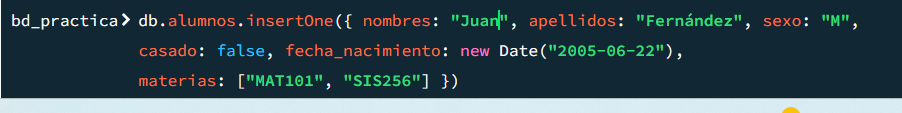 bd_practica> db.alumnos.insertOne({ nombres: "Juan", apellidos: "Fernández", sexo: "M",
casado: false, fecha_nacimiento: new Date("2005-06-22"),
materias: ["MAT101", "SIS256"] })